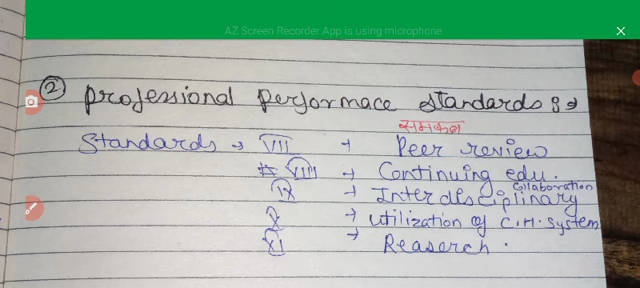 AZ Screen Recorder App is using microphone
② Professional Performace standards :→
समकक्ष
Standards → VII → Peer review
* VIII → Continuing edu.
Collaboration
IX → Interdisciplinary
X → Utilization of C.H. System
XI → Reaserch .